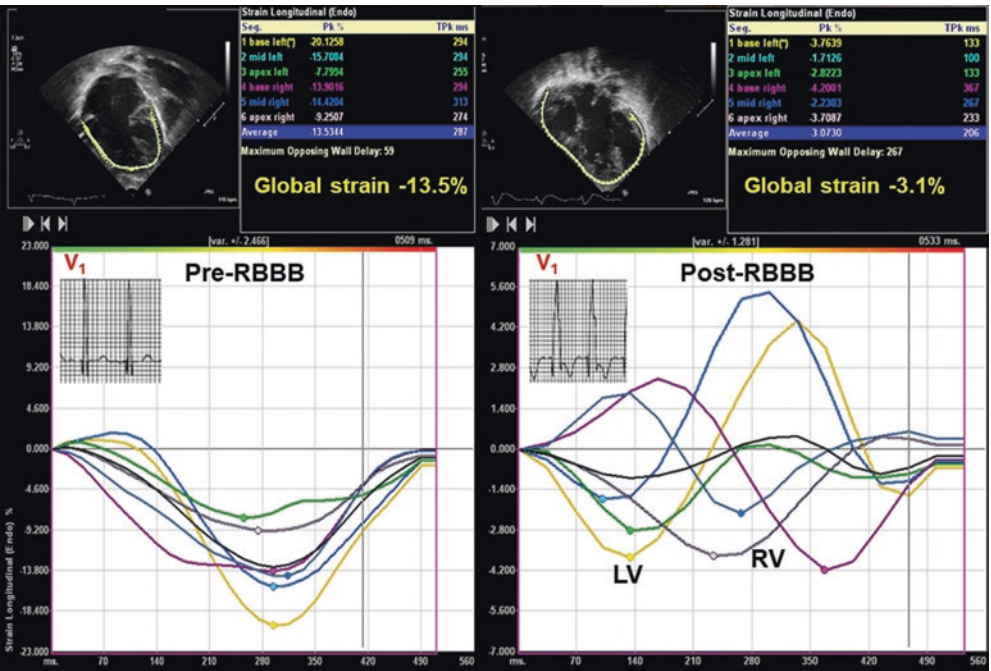 Strain Longitudinal (Endo)
Seg. Pk % TPk ms
1 base left(*) -20.1258 294
2 mid left -15.7084 294
3 apex left -7.7994 255
4 base right -13.9016 294
5 mid right -14.4204 313
6 apex right -9.2507 274
Average -13.5344 287
Maximum Opposing Wall Delay: 59
Global strain -13.5%
Strain Longitudinal (Endo)
Seg. Pk % TPk ms
1 base left(*) -3.7639 133
2 mid left -1.7126 100
3 apex left -2.8223 133
4 base right -4.2001 367
5 mid right -2.2303 267
6 apex right -3.7087 233
Average -3.0730 206
Maximum Opposing Wall Delay: 267
Global strain -3.1%
[var. +/- 2.466] 0509 ms.
V1
Pre-RBBB
23.000
18.400
13.800
9.200
4.600
0.000
-4.600
-9.200
-13.800
-18.400
-23.000
Strain Longitudinal (Endo) %
ms. 70 140 210 280 350 420 490 560
[var. +/- 1.281] 0533 ms.
V1
Post-RBBB
7.000
5.600
4.200
2.800
1.400
0.000
-1.400
-2.800
-4.200
-5.600
-7.000
LV
RV
ms. 70 140 210 280 350 420 490 560